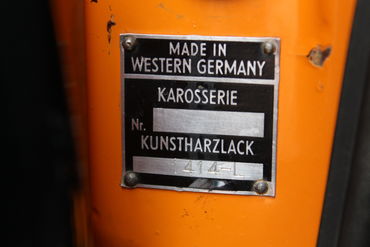 MADE IN
WESTERN GERMANY
KAROSSERIE
Nr.
KUNSTHARZLACK
414-L